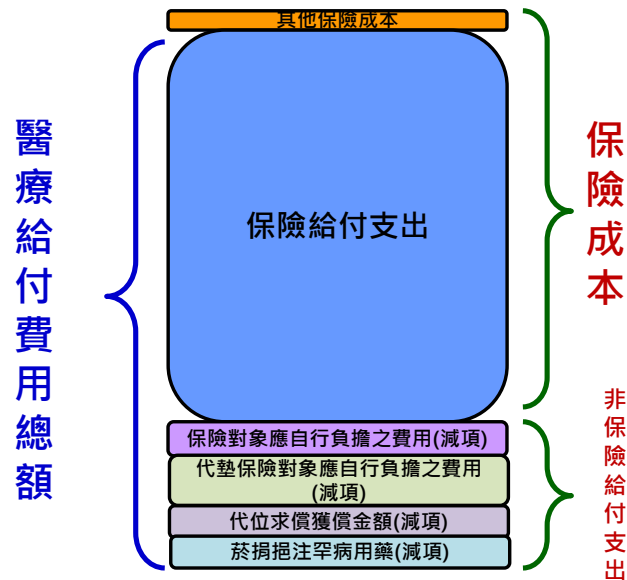 其他保險成本
醫療給付費用總額
保險給付支出
保險成本
保險對象應自行負擔之費用(減項)
代墊保險對象應自行負擔之費用
(減項)
代位求償獲償金額(減項)
菸捐挹注罕病用藥(減項)
非保險給付支出